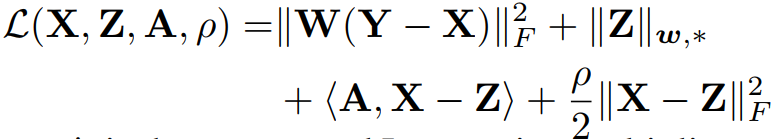 ℒ(𝐗, 𝐙, 𝐀, ρ) =‖𝐖(𝐘 − 𝐗)‖²_F + ‖𝐙‖_{𝒘,∗}
+ ⟨𝐀, 𝐗 − 𝐙⟩ + ρ/2 ‖𝐗 − 𝐙‖²_F